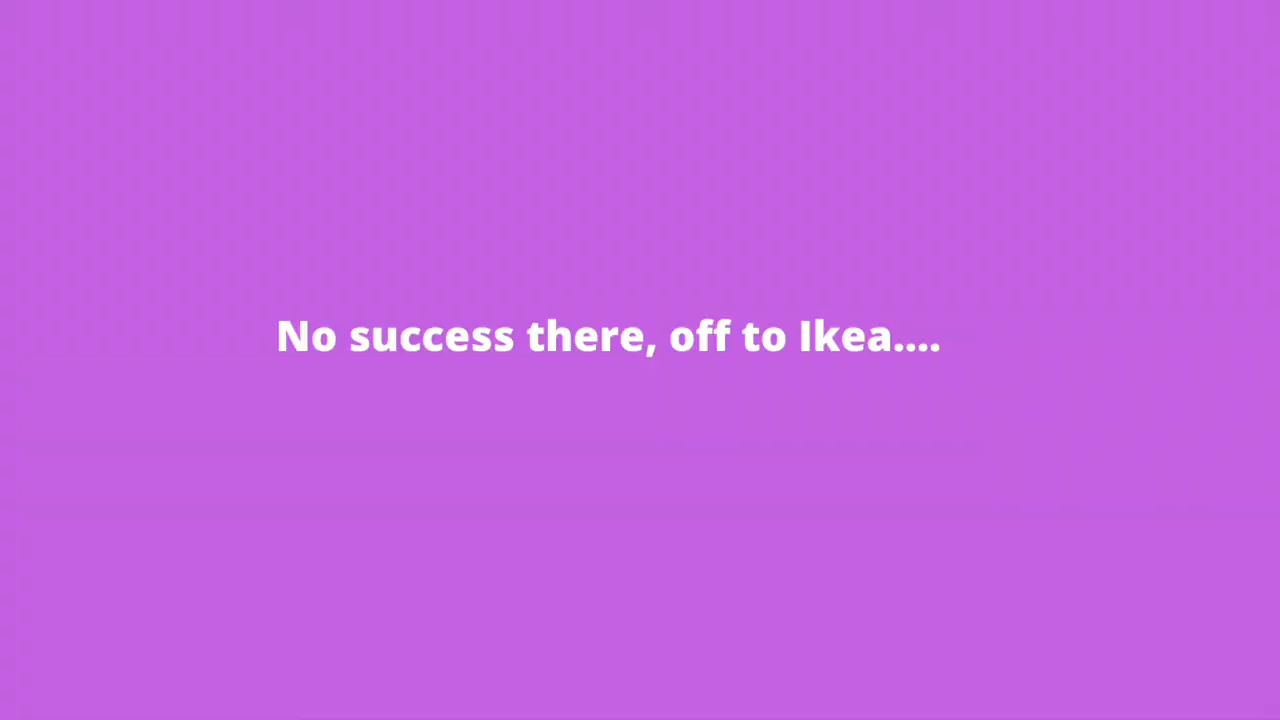 No success there, off to Ikea....